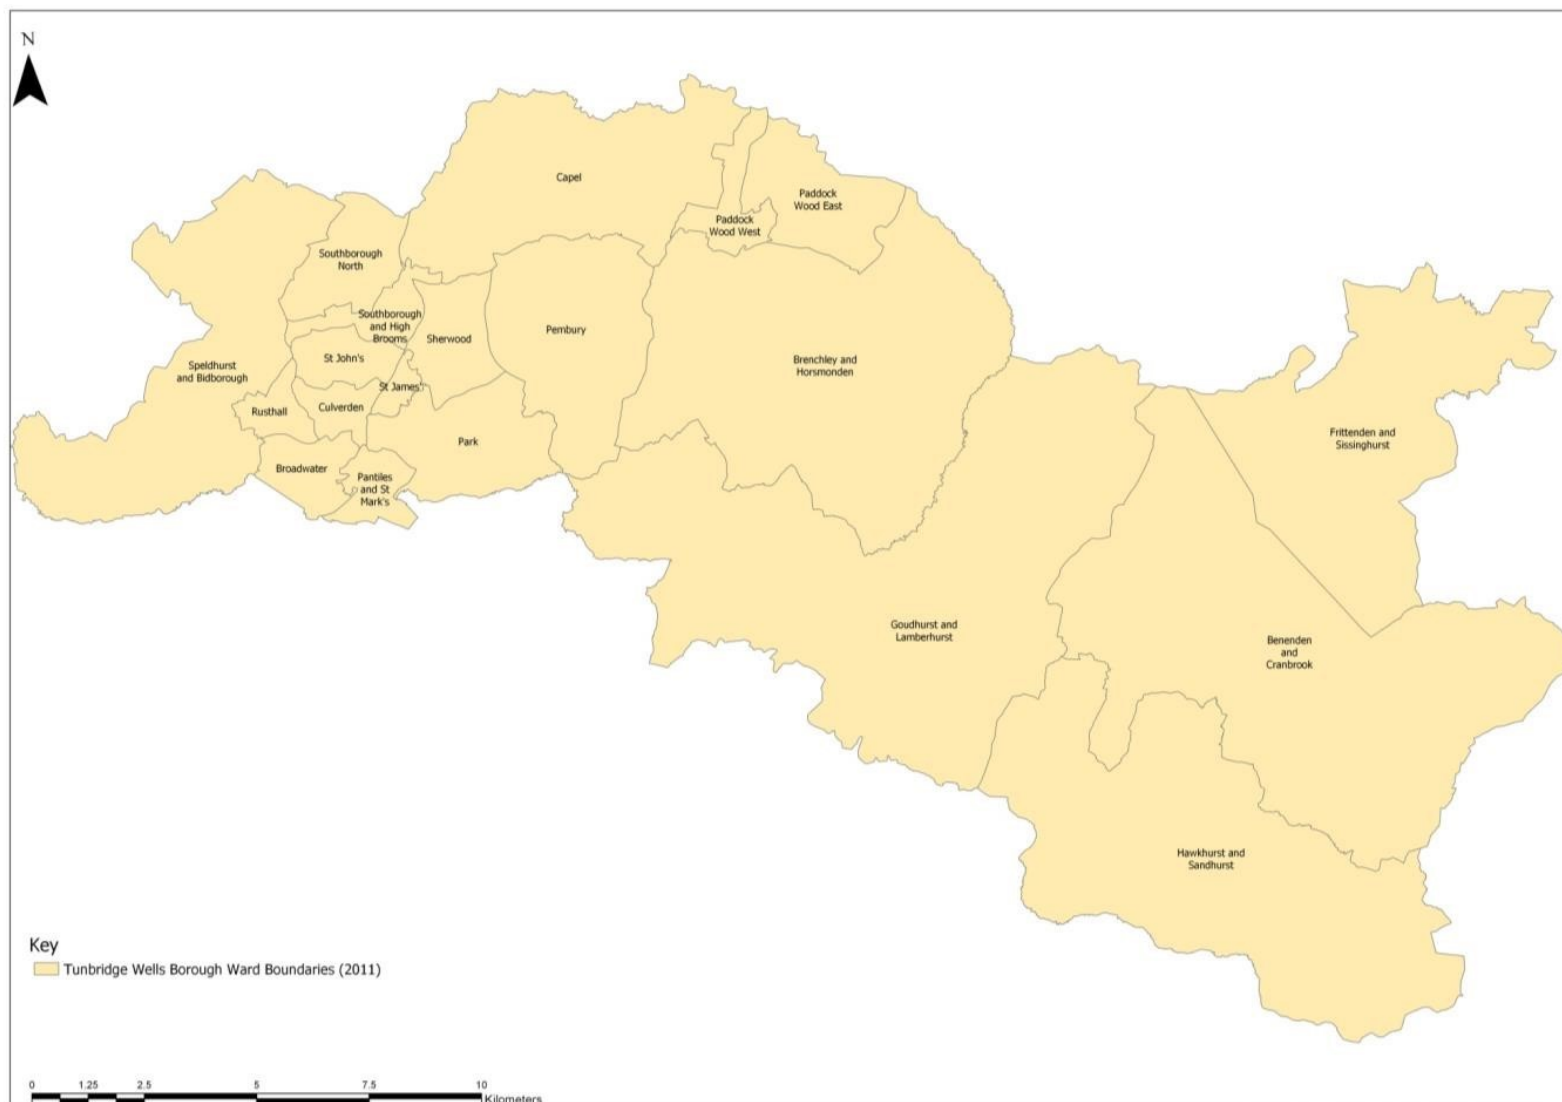 N
Capel
Paddock
Wood East
Paddock
Wood West
Southborough
North
Southborough
and High
Brooms
Sherwood
Pembury
St John's
Speldhurst
and Bidborough
Brenchley and
Horsmonden
St James'
Rusthall
Culverden
Park
Broadwater
Pantiles
and St
Mark's
Frittenden and
Sissinghurst
Goudhurst and
Lamberhurst
Benenden
and
Cranbrook
Hawkhurst and
Sandhurst
Key
Tunbridge Wells Borough Ward Boundaries (2011)
0 1.25 2.5 5 7.5 10
Kilometers